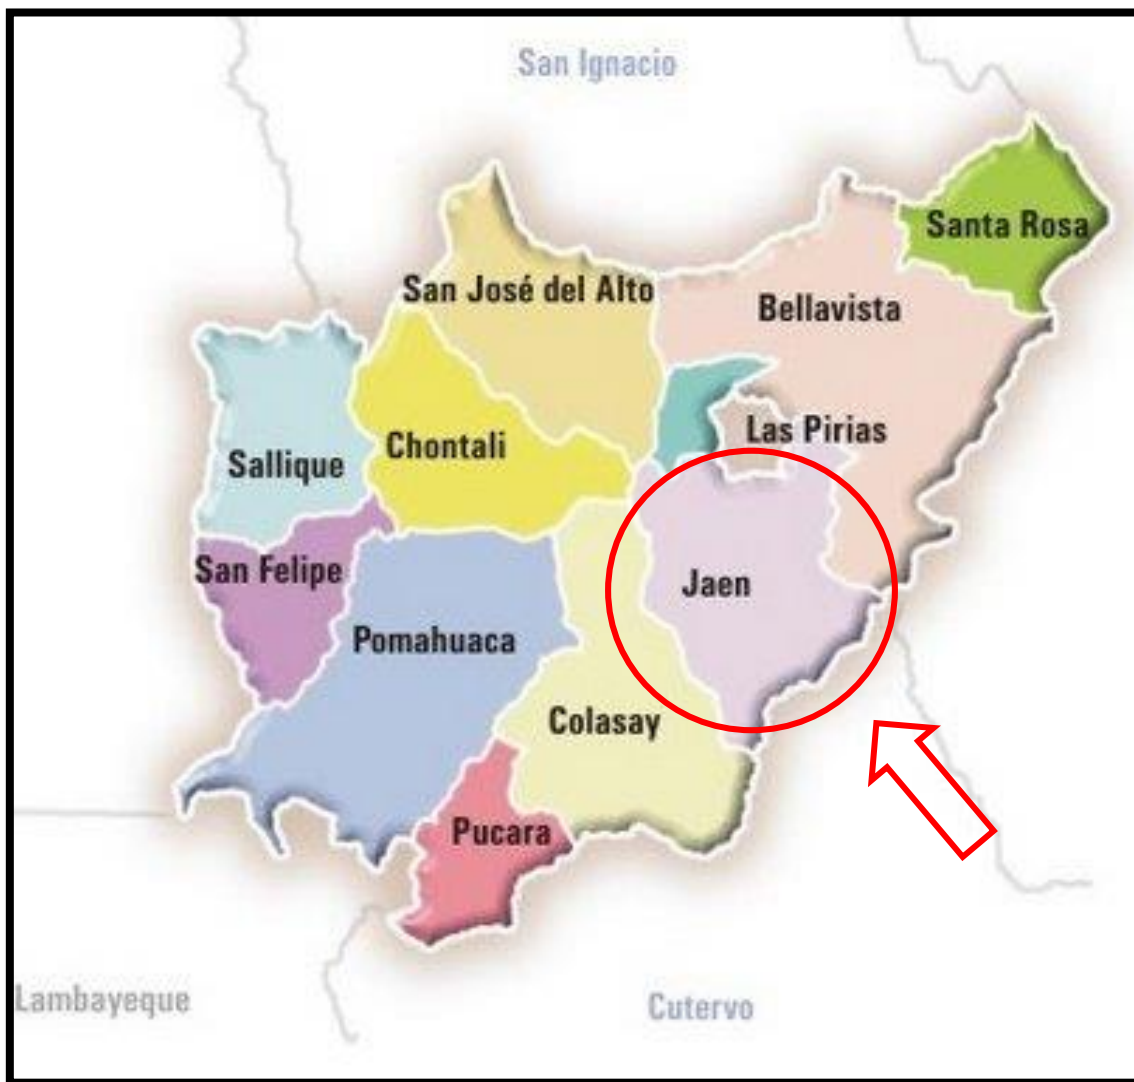 San Ignacio
Santa Rosa
San José del Alto
Bellavista
Las Pirias
Chontali
Sallique
San Felipe
Jaen
Pomahuaca
Colasay
Pucara
Lambayeque
Cutervo